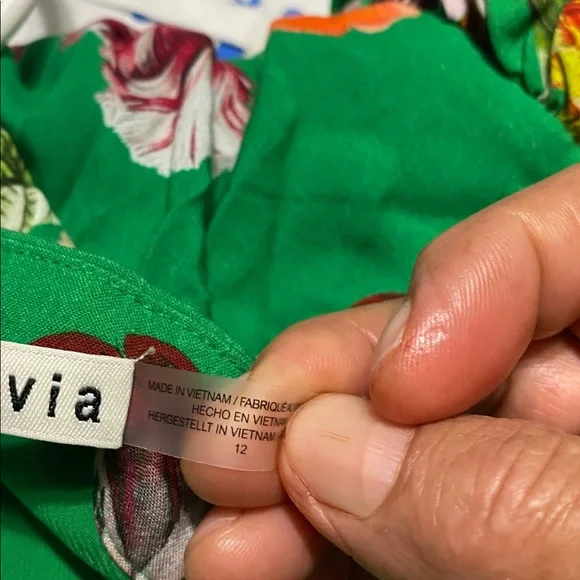 via
MADE IN VIETNAM / FABRIQUÉ
HECHO EN VIETNAM
HERGESTELLT IN VIETNAM
12